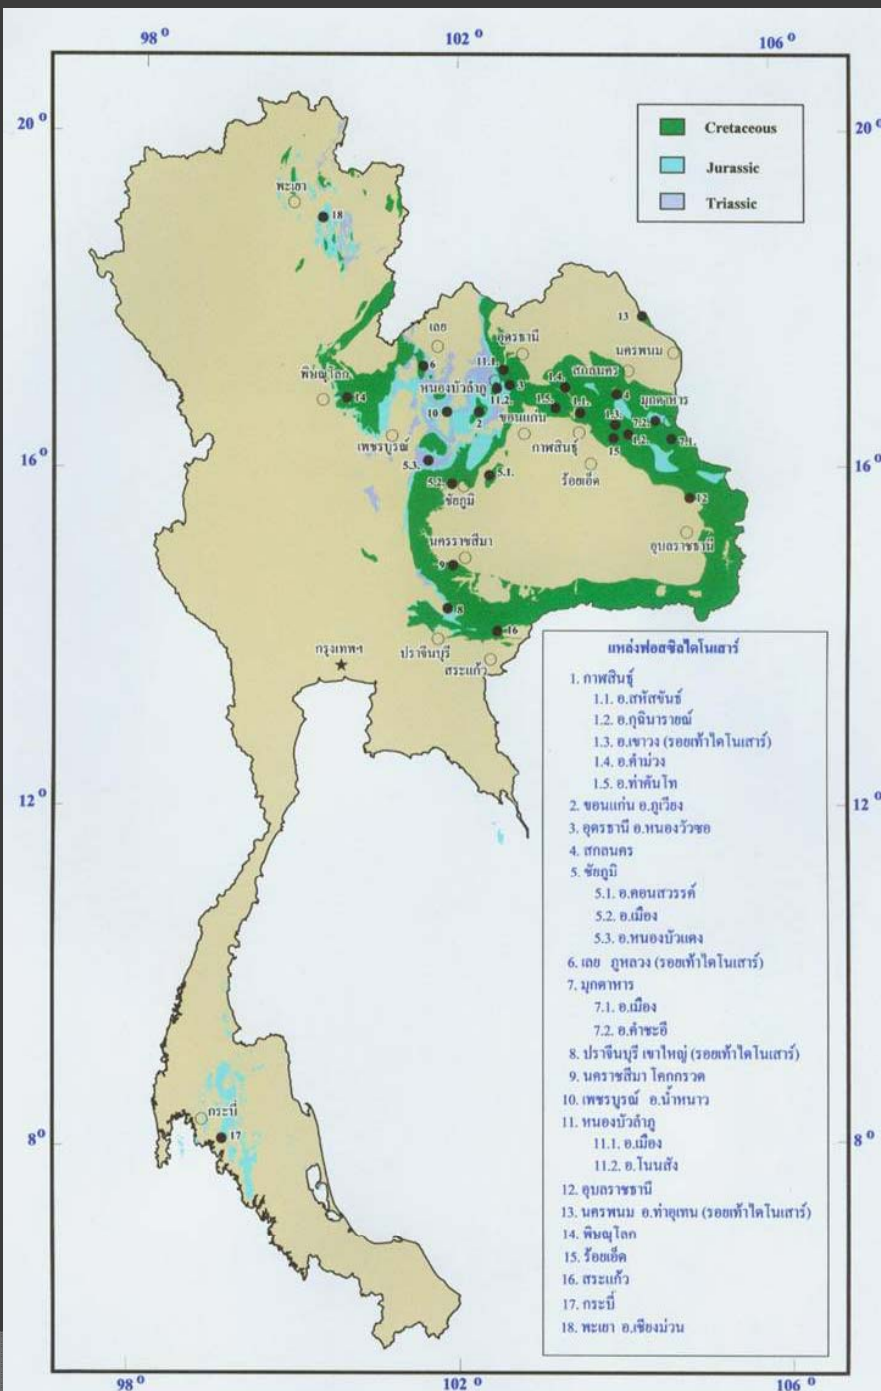 98 º
102 º
106 º
20 º
20 º
Cretaceous
Jurassic
Triassic
พะเยา
18
13
เลย
อุดรธานี
นครพนม
สกลนคร
11.1.
6
3
1.4.
4
พิษณุโลก
14
หนองบัวลำภู
11.2.
มุกดาหาร
10
2
1.5.
1.1.
1.3.
7.2.
ขอนแก่น
เพชรบูรณ์
กาฬสินธุ์
1.2.
7.1.
15
16 º
16 º
5.3.
ร้อยเอ็ด
5.2.
5.1.
ชัยภูมิ
12
นครราชสีมา
อุบลราชธานี
9
8
16
ปราจีนบุรี
กรุงเทพฯ
สระแก้ว
แหล่งฟอสซิลไดโนเสาร์
1. กาฬสินธุ์
1.1. อ.สหัสขันธ์
1.2. อ.กุฉินารายณ์
1.3. อ.เขาวง (รอยเท้าไดโนเสาร์)
1.4. อ.คำม่วง
1.5. อ.ท่าคันโท
12 º
12 º
2. ขอนแก่น อ.ภูเวียง
3. อุดรธานี อ.หนองวัวซอ
4. สกลนคร
5. ชัยภูมิ
5.1. อ.คอนสวรรค์
5.2. อ.เมือง
5.3. อ.หนองบัวแดง
6. เลย ภูหลวง (รอยเท้าไดโนเสาร์)
7. มุกดาหาร
7.1. อ.เมือง
7.2. อ.คำชะอี
8. ปราจีนบุรี เขาใหญ่ (รอยเท้าไดโนเสาร์)
9. นคราชสีมา โคกกรวด
10. เพชรบูรณ์ อ.น้ำหนาว
11. หนองบัวลำภู
11.1. อ.เมือง
11.2. อ.โนนสัง
12. อุบลราชธานี
13. นครพนม อ.ท่าอุเทน (รอยเท้าไดโนเสาร์)
14. พิษณุโลก
15. ร้อยเอ็ด
16. สระแก้ว
17. กระบี่
18. พะเยา อ.เชียงม่วน
กระบี่
17
8 º
8 º
98 º
102 º
106 º